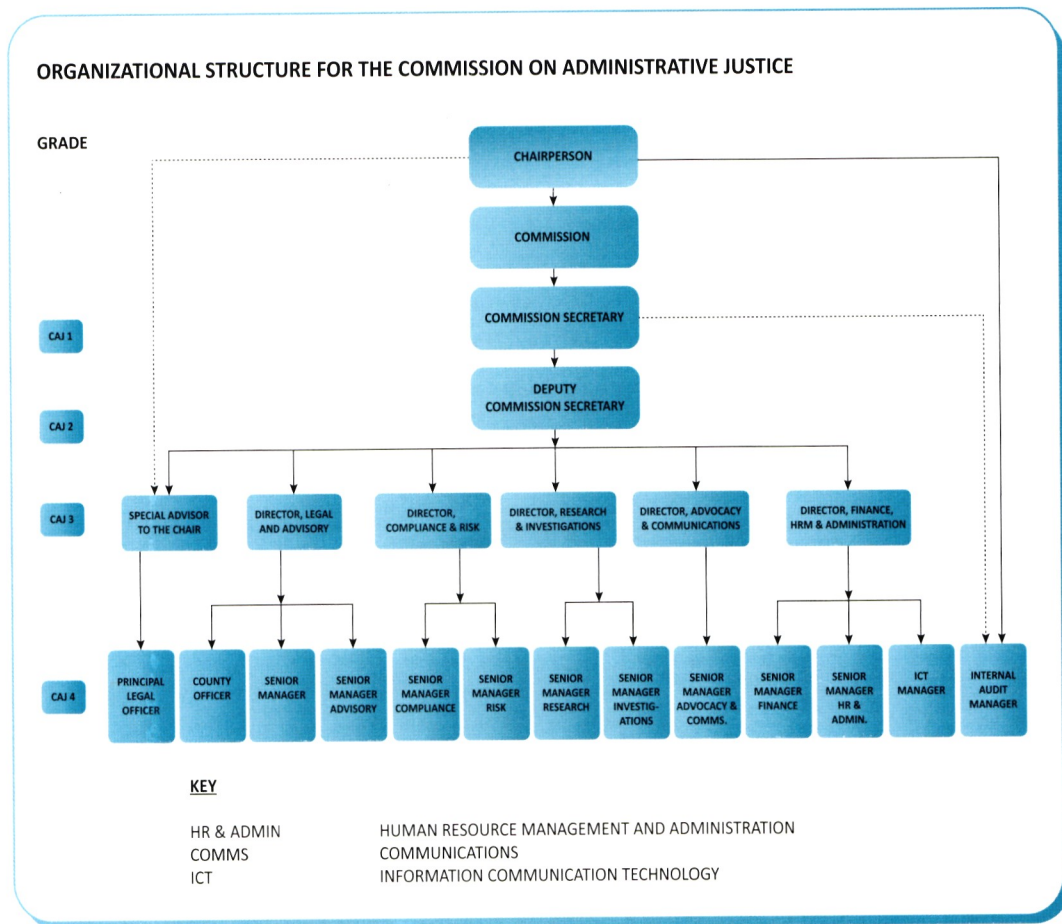 ORGANIZATIONAL STRUCTURE FOR THE COMMISSION ON ADMINISTRATIVE JUSTICE
GRADE
CHAIRPERSON
COMMISSION
CAJ 1
COMMISSION SECRETARY
CAJ 2
DEPUTY
COMMISSION SECRETARY
CAJ 3
SPECIAL ADVISOR
TO THE CHAIR
DIRECTOR, LEGAL
AND ADVISORY
DIRECTOR,
COMPLIANCE & RISK
DIRECTOR, RESEARCH
& INVESTIGATIONS
DIRECTOR, ADVOCACY
& COMMUNICATIONS
DIRECTOR, FINANCE,
HRM & ADMINISTRATION
CAJ 4
PRINCIPAL
LEGAL
OFFICER
COUNTY
OFFICER
SENIOR
MANAGER
SENIOR
MANAGER
ADVISORY
SENIOR
MANAGER
COMPLIANCE
SENIOR
MANAGER
RISK
SENIOR
MANAGER
RESEARCH
SENIOR
MANAGER
INVESTIG-
ATIONS
SENIOR
MANAGER
ADVOCACY &
COMMS.
SENIOR
MANAGER
FINANCE
SENIOR
MANAGER
HR &
ADMIN.
ICT
MANAGER
INTERNAL
AUDIT
MANAGER
KEY
HR & ADMIN HUMAN RESOURCE MANAGEMENT AND ADMINISTRATION
COMMS COMMUNICATIONS
ICT INFORMATION COMMUNICATION TECHNOLOGY